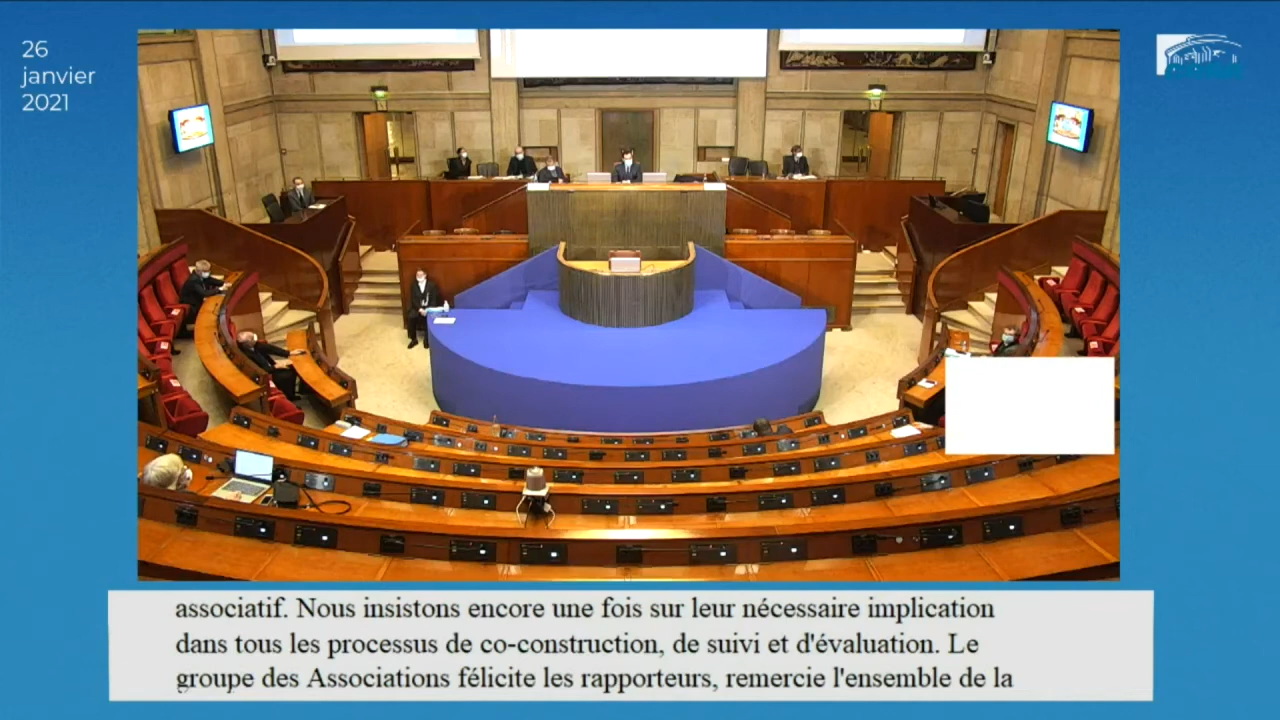 26
janvier
2021
associatif. Nous insistons encore une fois sur leur nécessaire implication
dans tous les processus de co-construction, de suivi et d'évaluation. Le
groupe des Associations félicite les rapporteurs, remercie l'ensemble de la